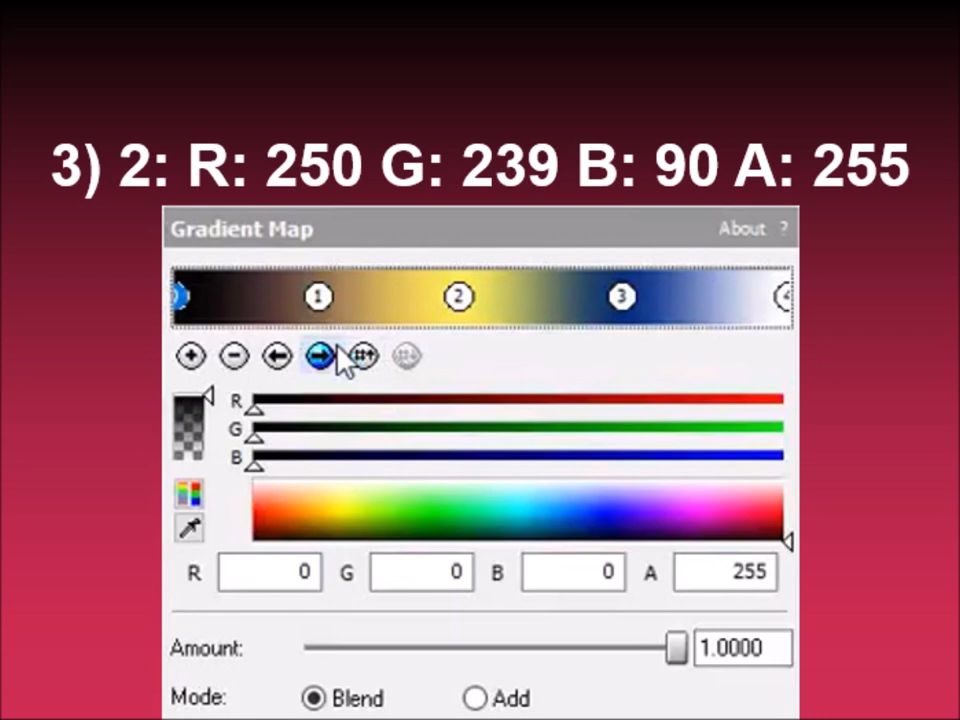 3) 2: R: 250 G: 239 B: 90 A: 255
Gradient Map About ?
1 2 3 4
R
G
B
R 0 G 0 B 0 A 255
Amount: 1.0000
Mode: Blend Add